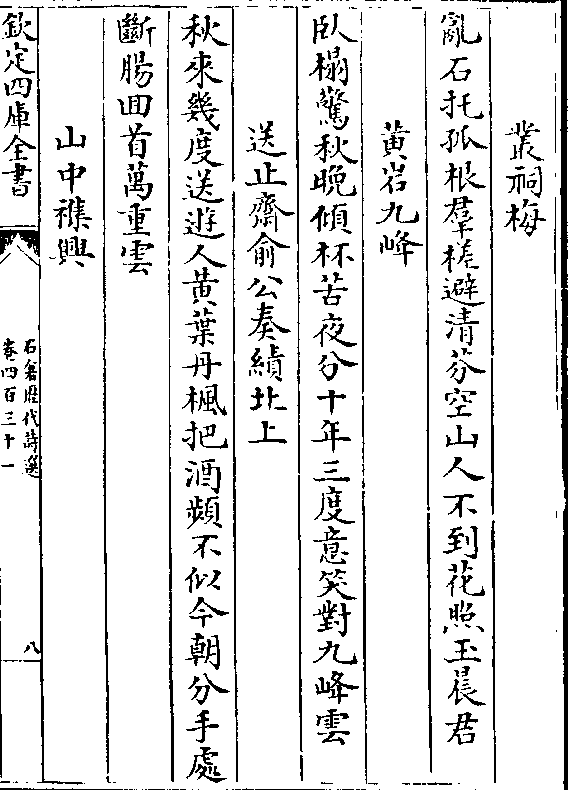 叢祠梅
亂石托孤根羣槎避清芬空山人不到花照玉晨君
黄岩九峰
臥榻驚秋晚傾杯苦夜分十年三度意笑對九峰雲
送止齋俞公奏績北上
秋來幾度送逰人黄葉丹楓把酒頻不似今朝分手處
斷腸囬首萬重雲
山中襍興
欽定四庫全書
石倉歴代詩選
卷四百三十一
八